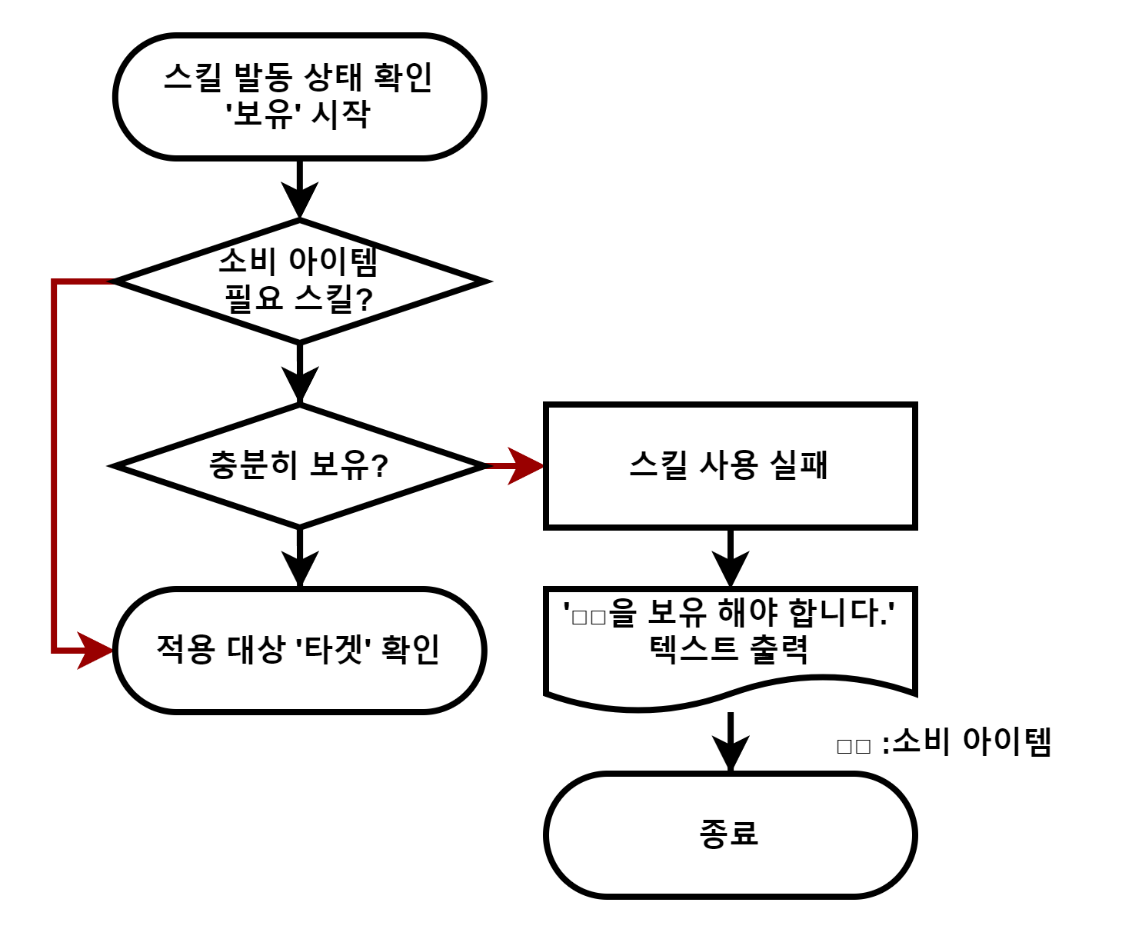 스킬 발동 상태 확인
'보유' 시작
소비 아이템
필요 스킬?
충분히 보유?
스킬 사용 실패
적용 대상 '타겟' 확인
'□□을 보유 해야 합니다.'
텍스트 출력
□□ :소비 아이템
종료